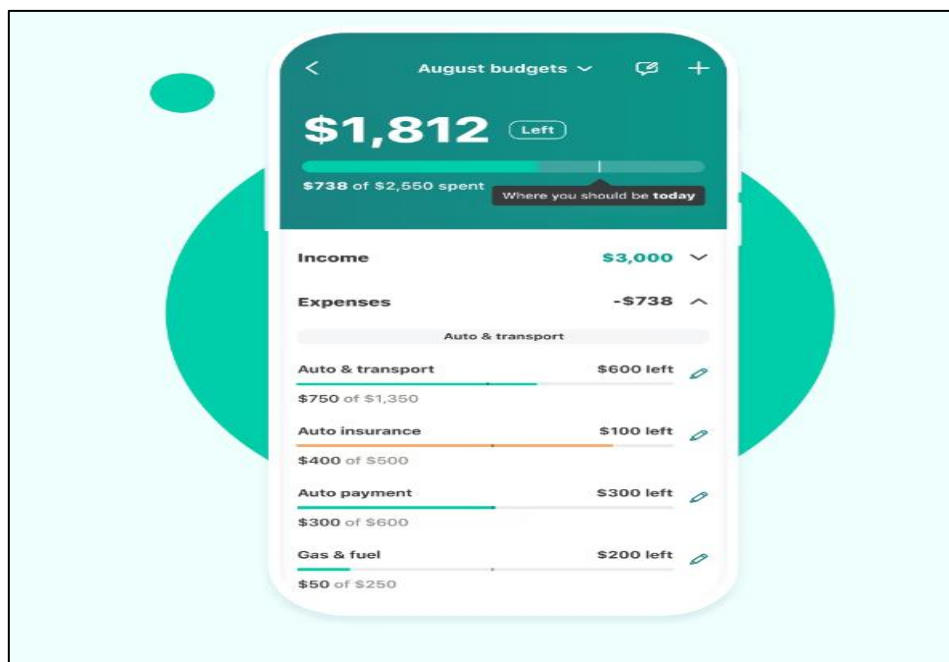 August budgets
$1,812 Left
$738 of $2,550 spent
Where you should be today
Income $3,000
Expenses -$738
Auto & transport
Auto & transport $600 left
$750 of $1,350
Auto insurance $100 left
$400 of $500
Auto payment $300 left
$300 of $600
Gas & fuel $200 left
$50 of $250